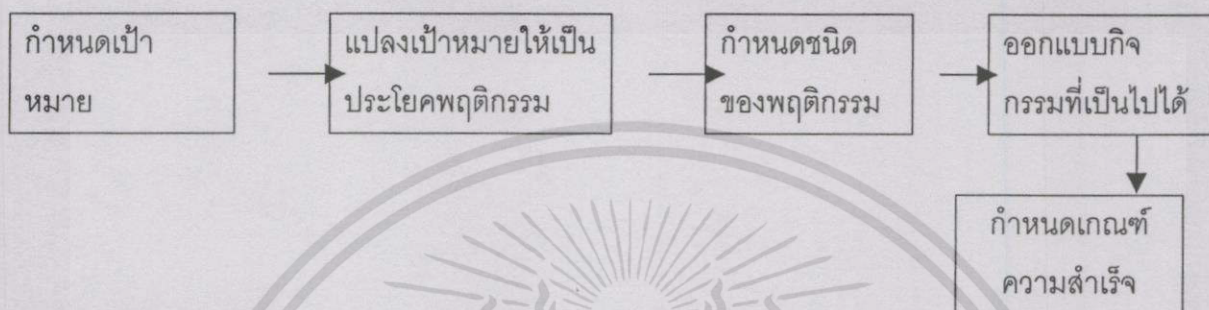 กำหนดเป้า
หมาย
แปลงเป้าหมายให้เป็น
ประโยคพฤติกรรม
กำหนดชนิด
ของพฤติกรรม
ออกแบบกิจ
กรรมที่เป็นไปได้
กำหนดเกณฑ์
ความสำเร็จ